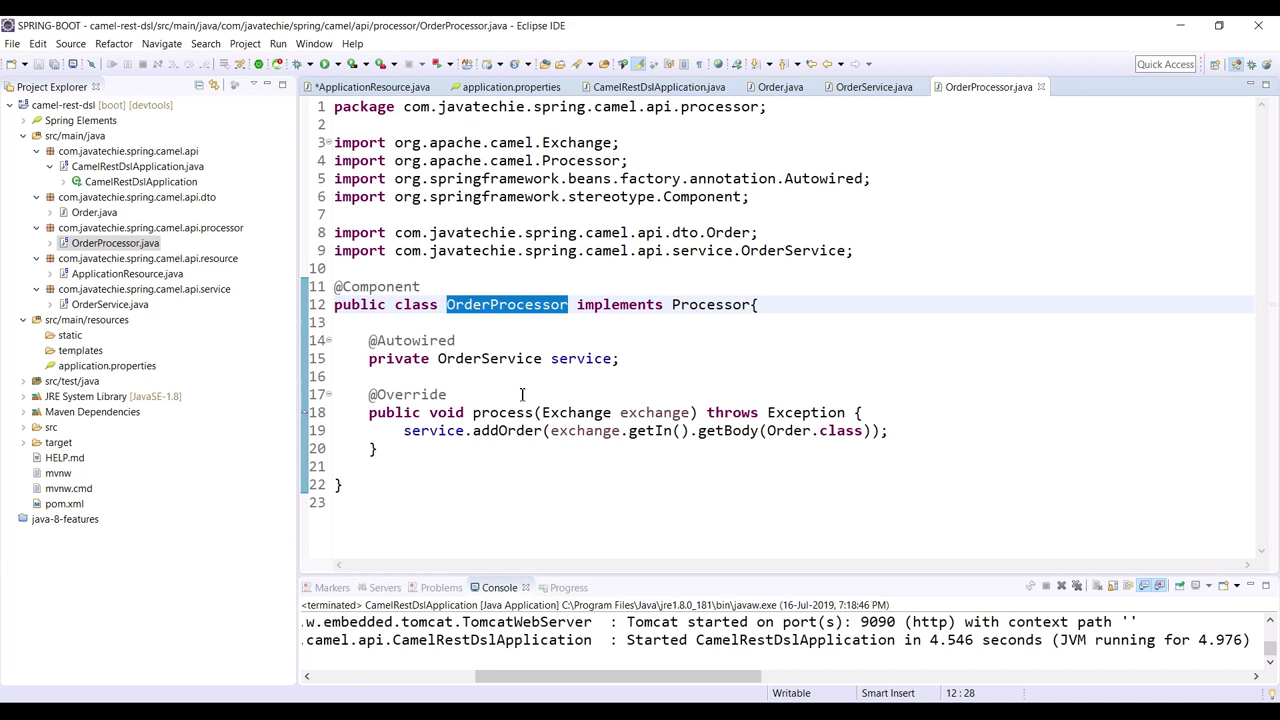 SPRING-BOOT - camel-rest-dsl/src/main/java/com/javatechie/spring/camel/api/processor/OrderProcessor.java - Eclipse IDE
File Edit Source Refactor Navigate Search Project Run Window Help
Quick Access
Project Explorer
camel-rest-dsl [boot] [devtools]
Spring Elements
src/main/java
com.javatechie.spring.camel.api
CamelRestDslApplication.java
CamelRestDslApplication
com.javatechie.spring.camel.api.dto
Order.java
com.javatechie.spring.camel.api.processor
OrderProcessor.java
com.javatechie.spring.camel.api.resource
ApplicationResource.java
com.javatechie.spring.camel.api.service
OrderService.java
src/main/resources
static
templates
application.properties
src/test/java
JRE System Library [JavaSE-1.8]
Maven Dependencies
src
target
HELP.md
mvnw
mvnw.cmd
pom.xml
java-8-features
*ApplicationResource.java application.properties CamelRestDslApplication.java Order.java OrderService.java OrderProcessor.java
1 package com.javatechie.spring.camel.api.processor;
2
3 import org.apache.camel.Exchange;
4 import org.apache.camel.Processor;
5 import org.springframework.beans.factory.annotation.Autowired;
6 import org.springframework.stereotype.Component;
7
8 import com.javatechie.spring.camel.api.dto.Order;
9 import com.javatechie.spring.camel.api.service.OrderService;
10
11 @Component
12 public class OrderProcessor implements Processor{
13
14 @Autowired
15 private OrderService service;
16
17 @Override
18 public void process(Exchange exchange) throws Exception {
19 service.addOrder(exchange.getIn().getBody(Order.class));
20 }
21
22 }
23
Markers Servers Problems Console Progress
<terminated> CamelRestDslApplication [Java Application] C:\Program Files\Java\jre1.8.0_181\bin\javaw.exe (16-Jul-2019, 7:18:46 PM)
.w.embedded.tomcat.TomcatWebServer : Tomcat started on port(s): 9090 (http) with context path ''
.camel.api.CamelRestDslApplication : Started CamelRestDslApplication in 4.546 seconds (JVM running for 4.976)
Writable Smart Insert 12 : 28